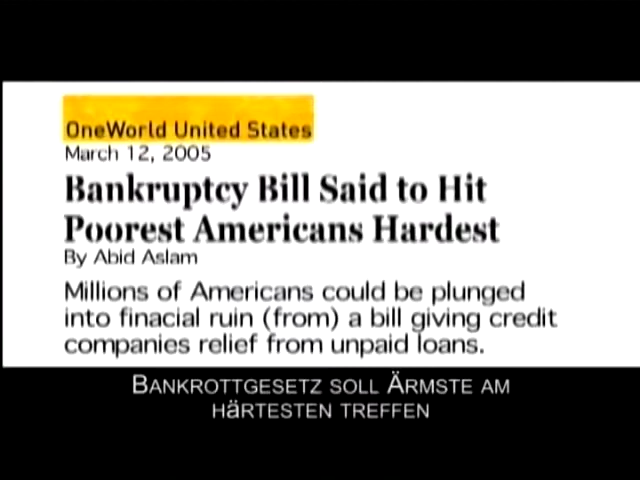 OneWorld United States
March 12, 2005
Bankruptcy Bill Said to Hit
Poorest Americans Hardest
By Abid Aslam
Millions of Americans could be plunged
into finacial ruin (from) a bill giving credit
companies relief from unpaid loans.
BANKROTTGESETZ SOLL ÄRMSTE AM
HäRTESTEN TREFFEN